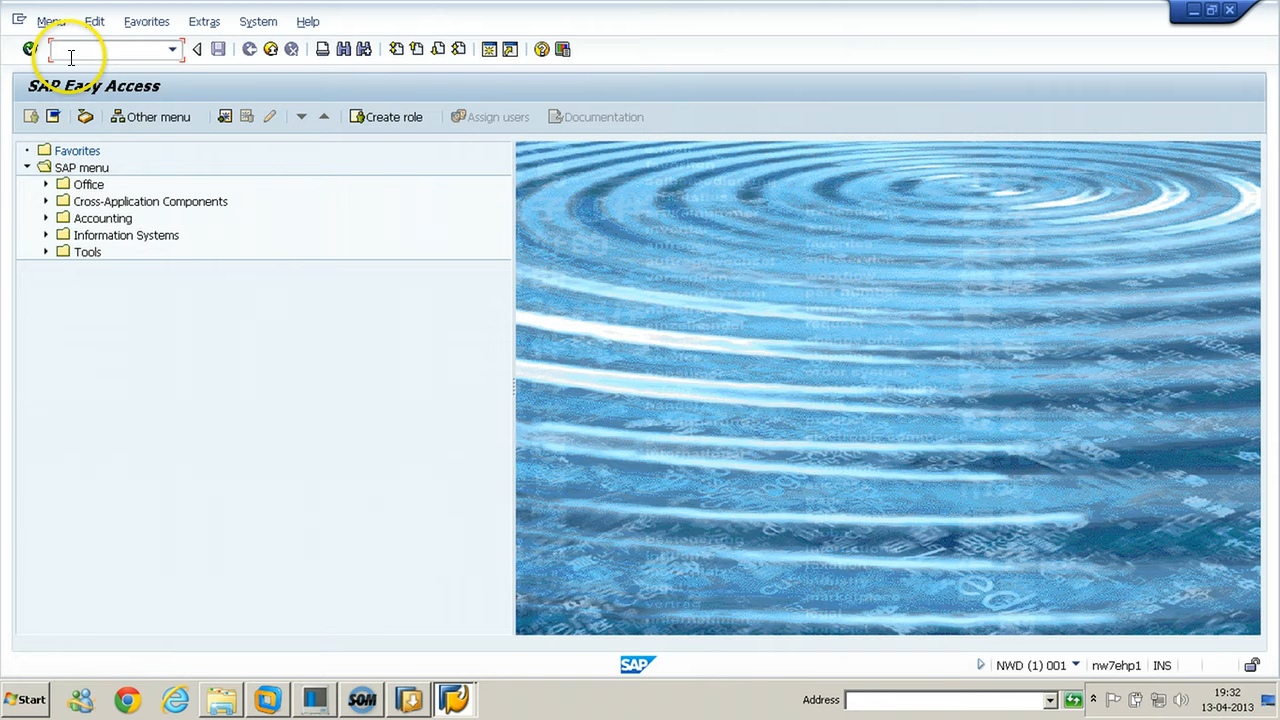 Menu Edit Favorites Extras System Help
SAP Easy Access
Other menu Create role Assign users Documentation
Favorites
SAP menu
Office
Cross-Application Components
Accounting
Information Systems
Tools
SAP
NWD (1) 001 nw7ehp1 INS
Start
SOM
Address
19:32
13-04-2013